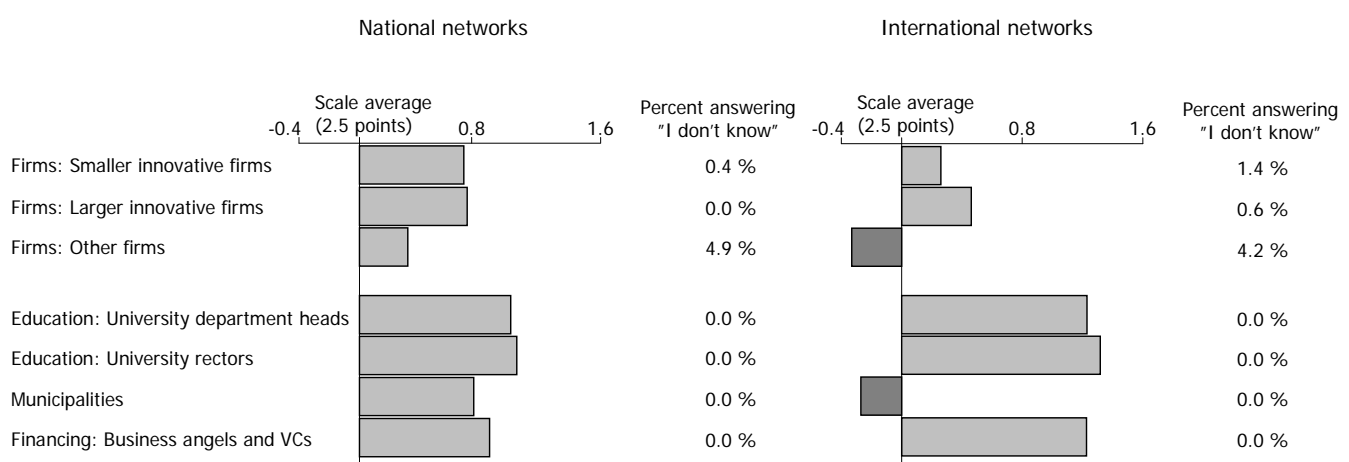 National networks International networks
Scale average (2.5 points) Percent answering "I don't know" Scale average (2.5 points) Percent answering "I don't know"
-0.4 0.8 1.6 -0.4 0.8 1.6
Firms: Smaller innovative firms 0.4 % 1.4 %
Firms: Larger innovative firms 0.0 % 0.6 %
Firms: Other firms 4.9 % 4.2 %
Education: University department heads 0.0 % 0.0 %
Education: University rectors 0.0 % 0.0 %
Municipalities 0.0 % 0.0 %
Financing: Business angels and VCs 0.0 % 0.0 %